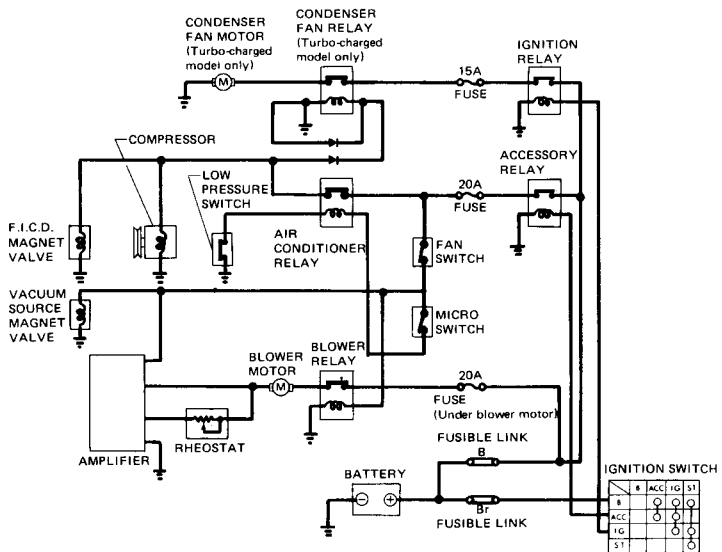 CONDENSER
FAN MOTOR
(Turbo-charged
model only)
CONDENSER
FAN RELAY
(Turbo-charged
model only)
IGNITION
RELAY
15A
FUSE
M
COMPRESSOR
LOW
PRESSURE
SWITCH
ACCESSORY
RELAY
20A
FUSE
F.I.C.D.
MAGNET
VALVE
AIR
CONDITIONER
RELAY
FAN
SWITCH
VACUUM
SOURCE
MAGNET
VALVE
MICRO
SWITCH
BLOWER
MOTOR
BLOWER
RELAY
M
20A
FUSE
(Under blower motor)
AMPLIFIER
RHEOSTAT
FUSIBLE LINK
B
BATTERY
Br
FUSIBLE LINK
IGNITION SWITCH
B ACC IG ST
B
ACC
IG
ST